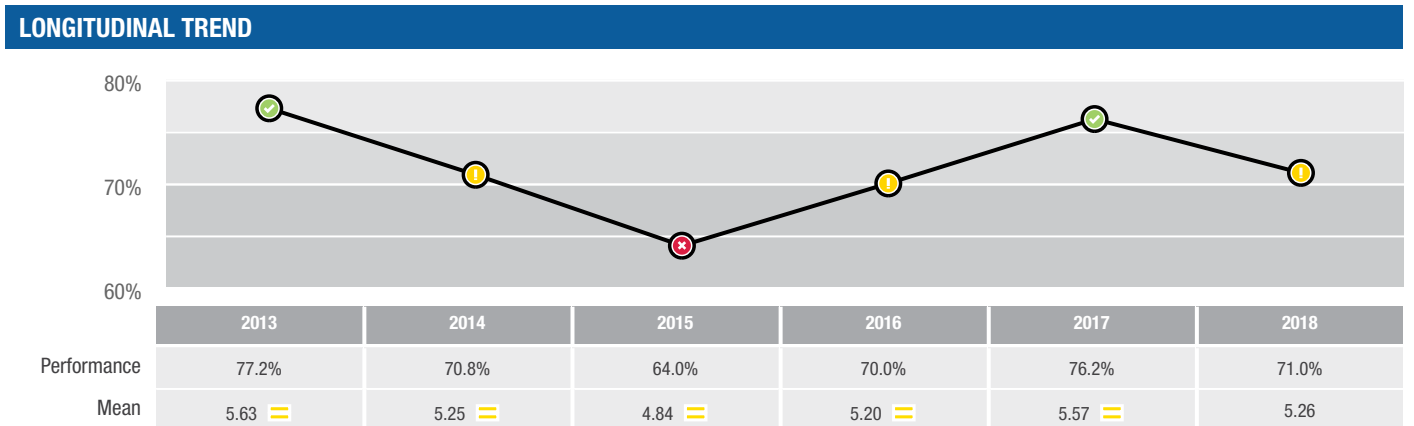 LONGITUDINAL TREND
80%
70%
60%
2013 2014 2015 2016 2017 2018
Performance 77.2% 70.8% 64.0% 70.0% 76.2% 71.0%
Mean 5.63 5.25 4.84 5.20 5.57 5.26